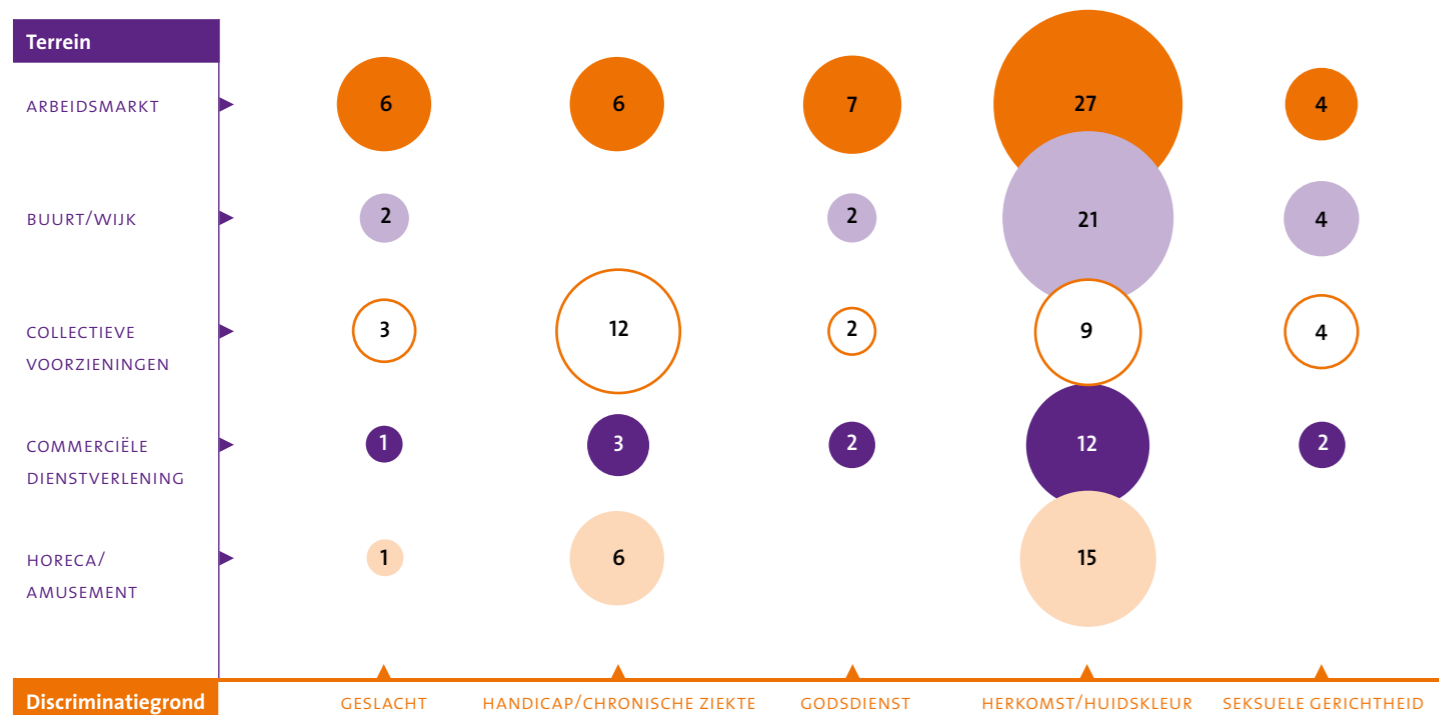 Terrein
ARBEIDSMARKT
6 6 7 27 4
BUURT/WIJK
2 2 21 4
COLLECTIEVE
VOORZIENINGEN
3 12 2 9 4
COMMERCIËLE
DIENSTVERLENING
1 3 2 12 2
HORECA/
AMUSEMENT
1 6 15
Discriminatiegrond GESLACHT HANDICAP/CHRONISCHE ZIEKTE GODSDIENST HERKOMST/HUIDSKLEUR SEKSUELE GERICHTHEID